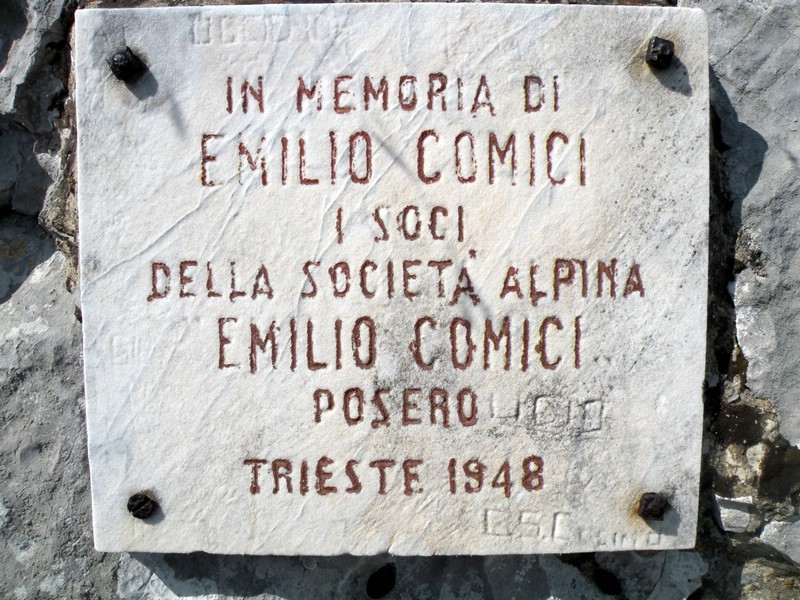 IN MEMORIA DI
EMILIO COMICI
I SOCI
DELLA SOCIETÀ ALPINA
EMILIO COMICI
POSERO
TRIESTE 1948